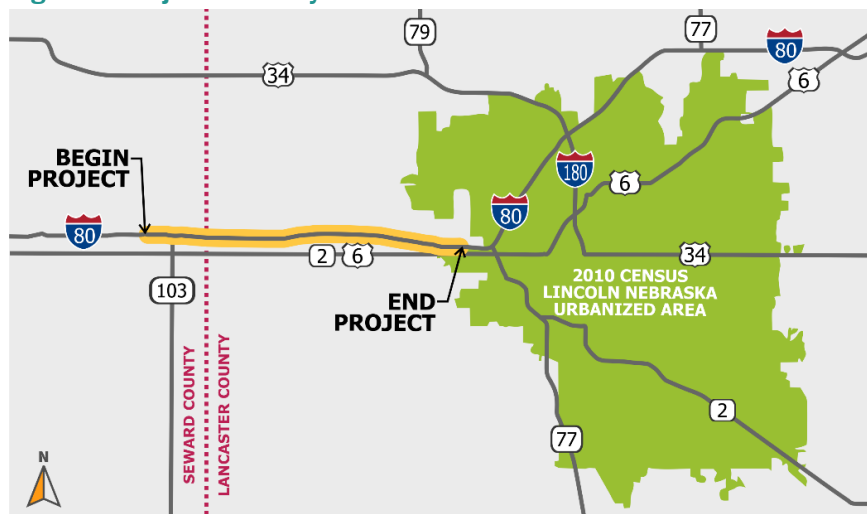 79
77
80
34
6
BEGIN
PROJECT
180
6
80
80
2
6
34
103
END
PROJECT
2010 CENSUS
LINCOLN NEBRASKA
URBANIZED AREA
SEWARD COUNTY
LANCASTER COUNTY
2
77
N